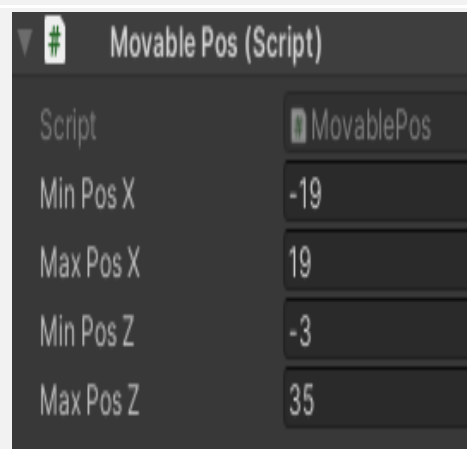 # Movable Pos (Script)
Script # MovablePos
Min Pos X -19
Max Pos X 19
Min Pos Z -3
Max Pos Z 35